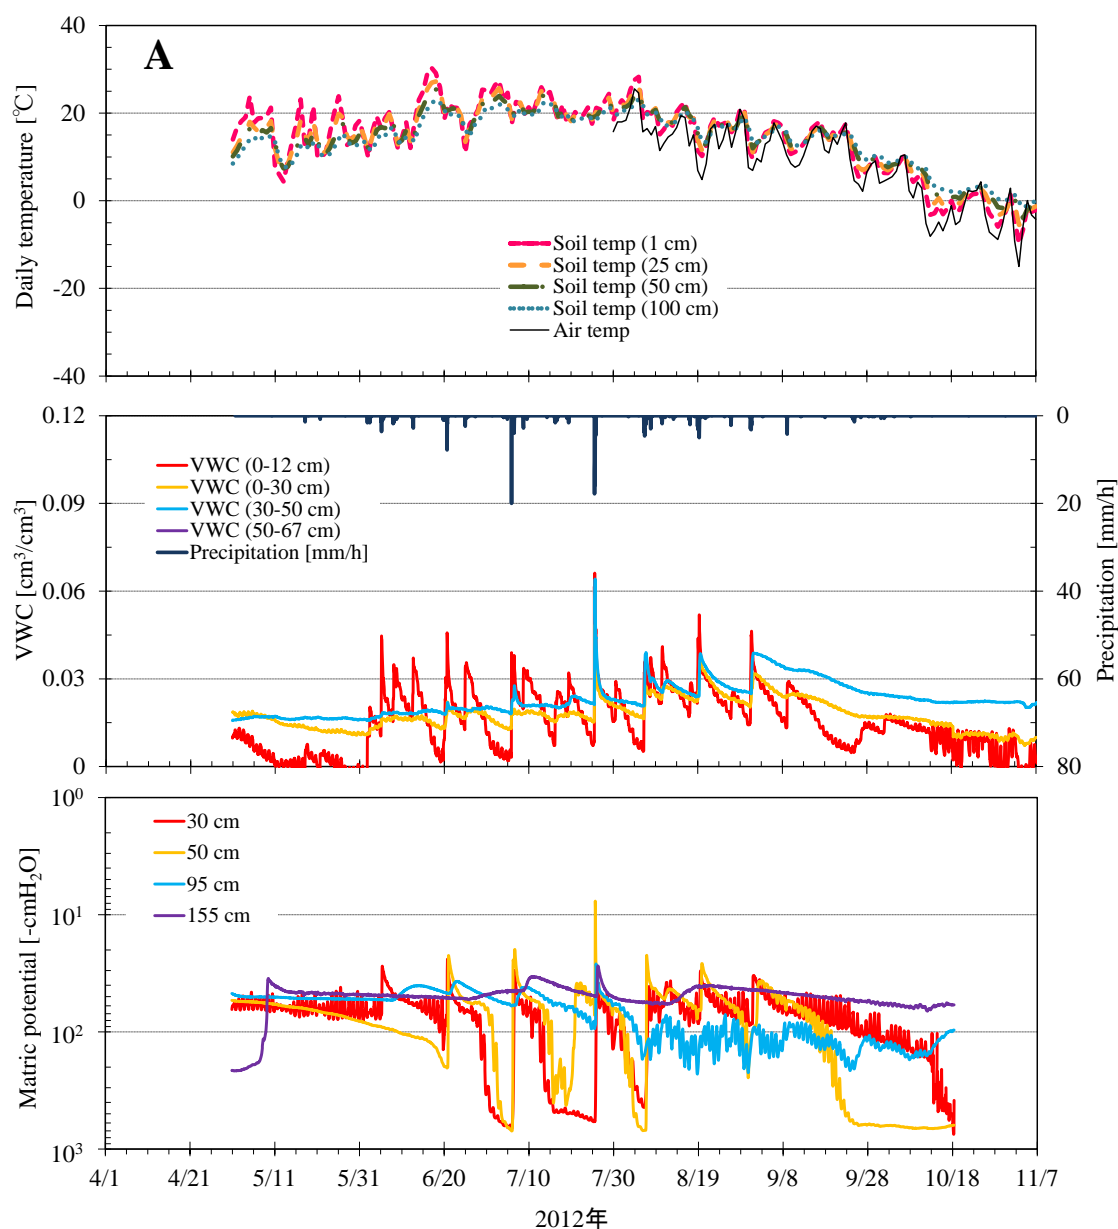 A
Daily temperature [℃]
40
20
0
-20
-40
Soil temp (1 cm)
Soil temp (25 cm)
Soil temp (50 cm)
Soil temp (100 cm)
Air temp
VWC [cm³/cm³]
0.12
0.09
0.06
0.03
0
VWC (0-12 cm)
VWC (0-30 cm)
VWC (30-50 cm)
VWC (50-67 cm)
Precipitation [mm/h]
0
20
40
60
80
Precipitation [mm/h]
Matric potential [-cmH₂O]
10⁰
10¹
10²
10³
30 cm
50 cm
95 cm
155 cm
4/1 4/21 5/11 5/31 6/20 7/10 7/30 8/19 9/8 9/28 10/18 11/7
2012年